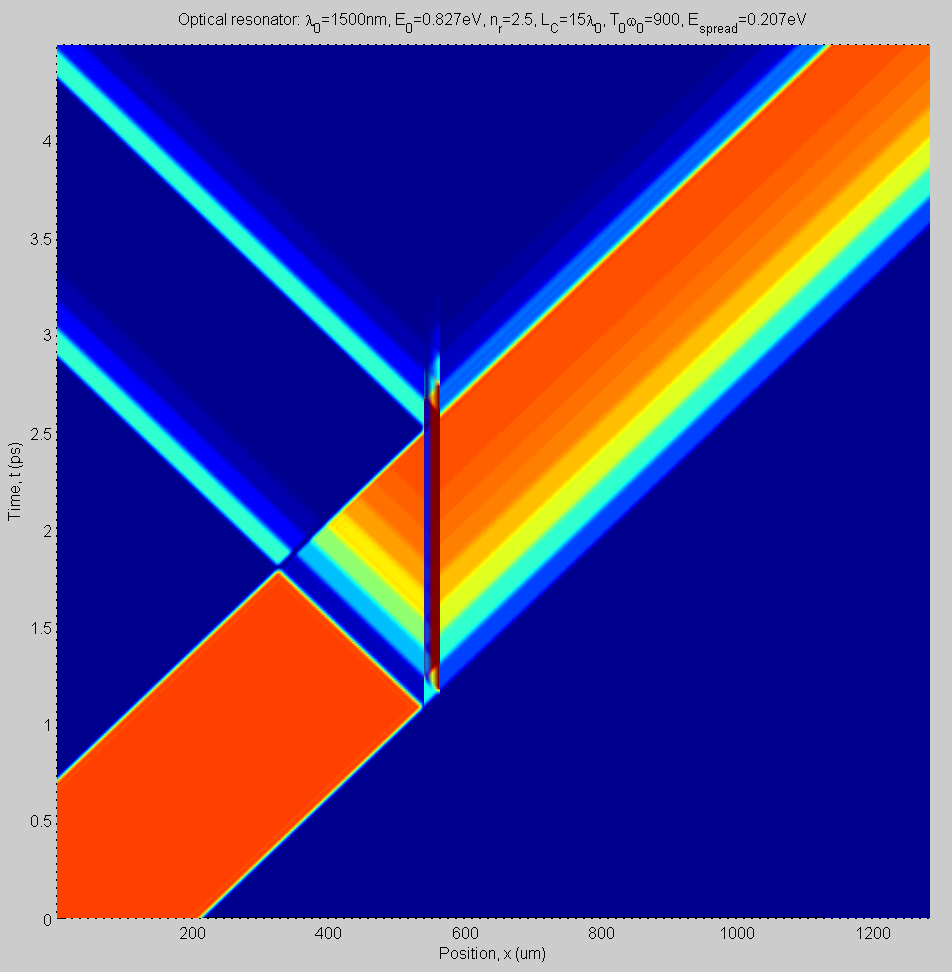 Optical resonator: λ0=1500nm, E0=0.827eV, nr=2.5, LC=15λ0, T0ω0=900, Espread=0.207eV
4
3.5
3
2.5
2
1.5
1
0.5
0
Time, t (ps)
200 400 600 800 1000 1200
Position, x (um)